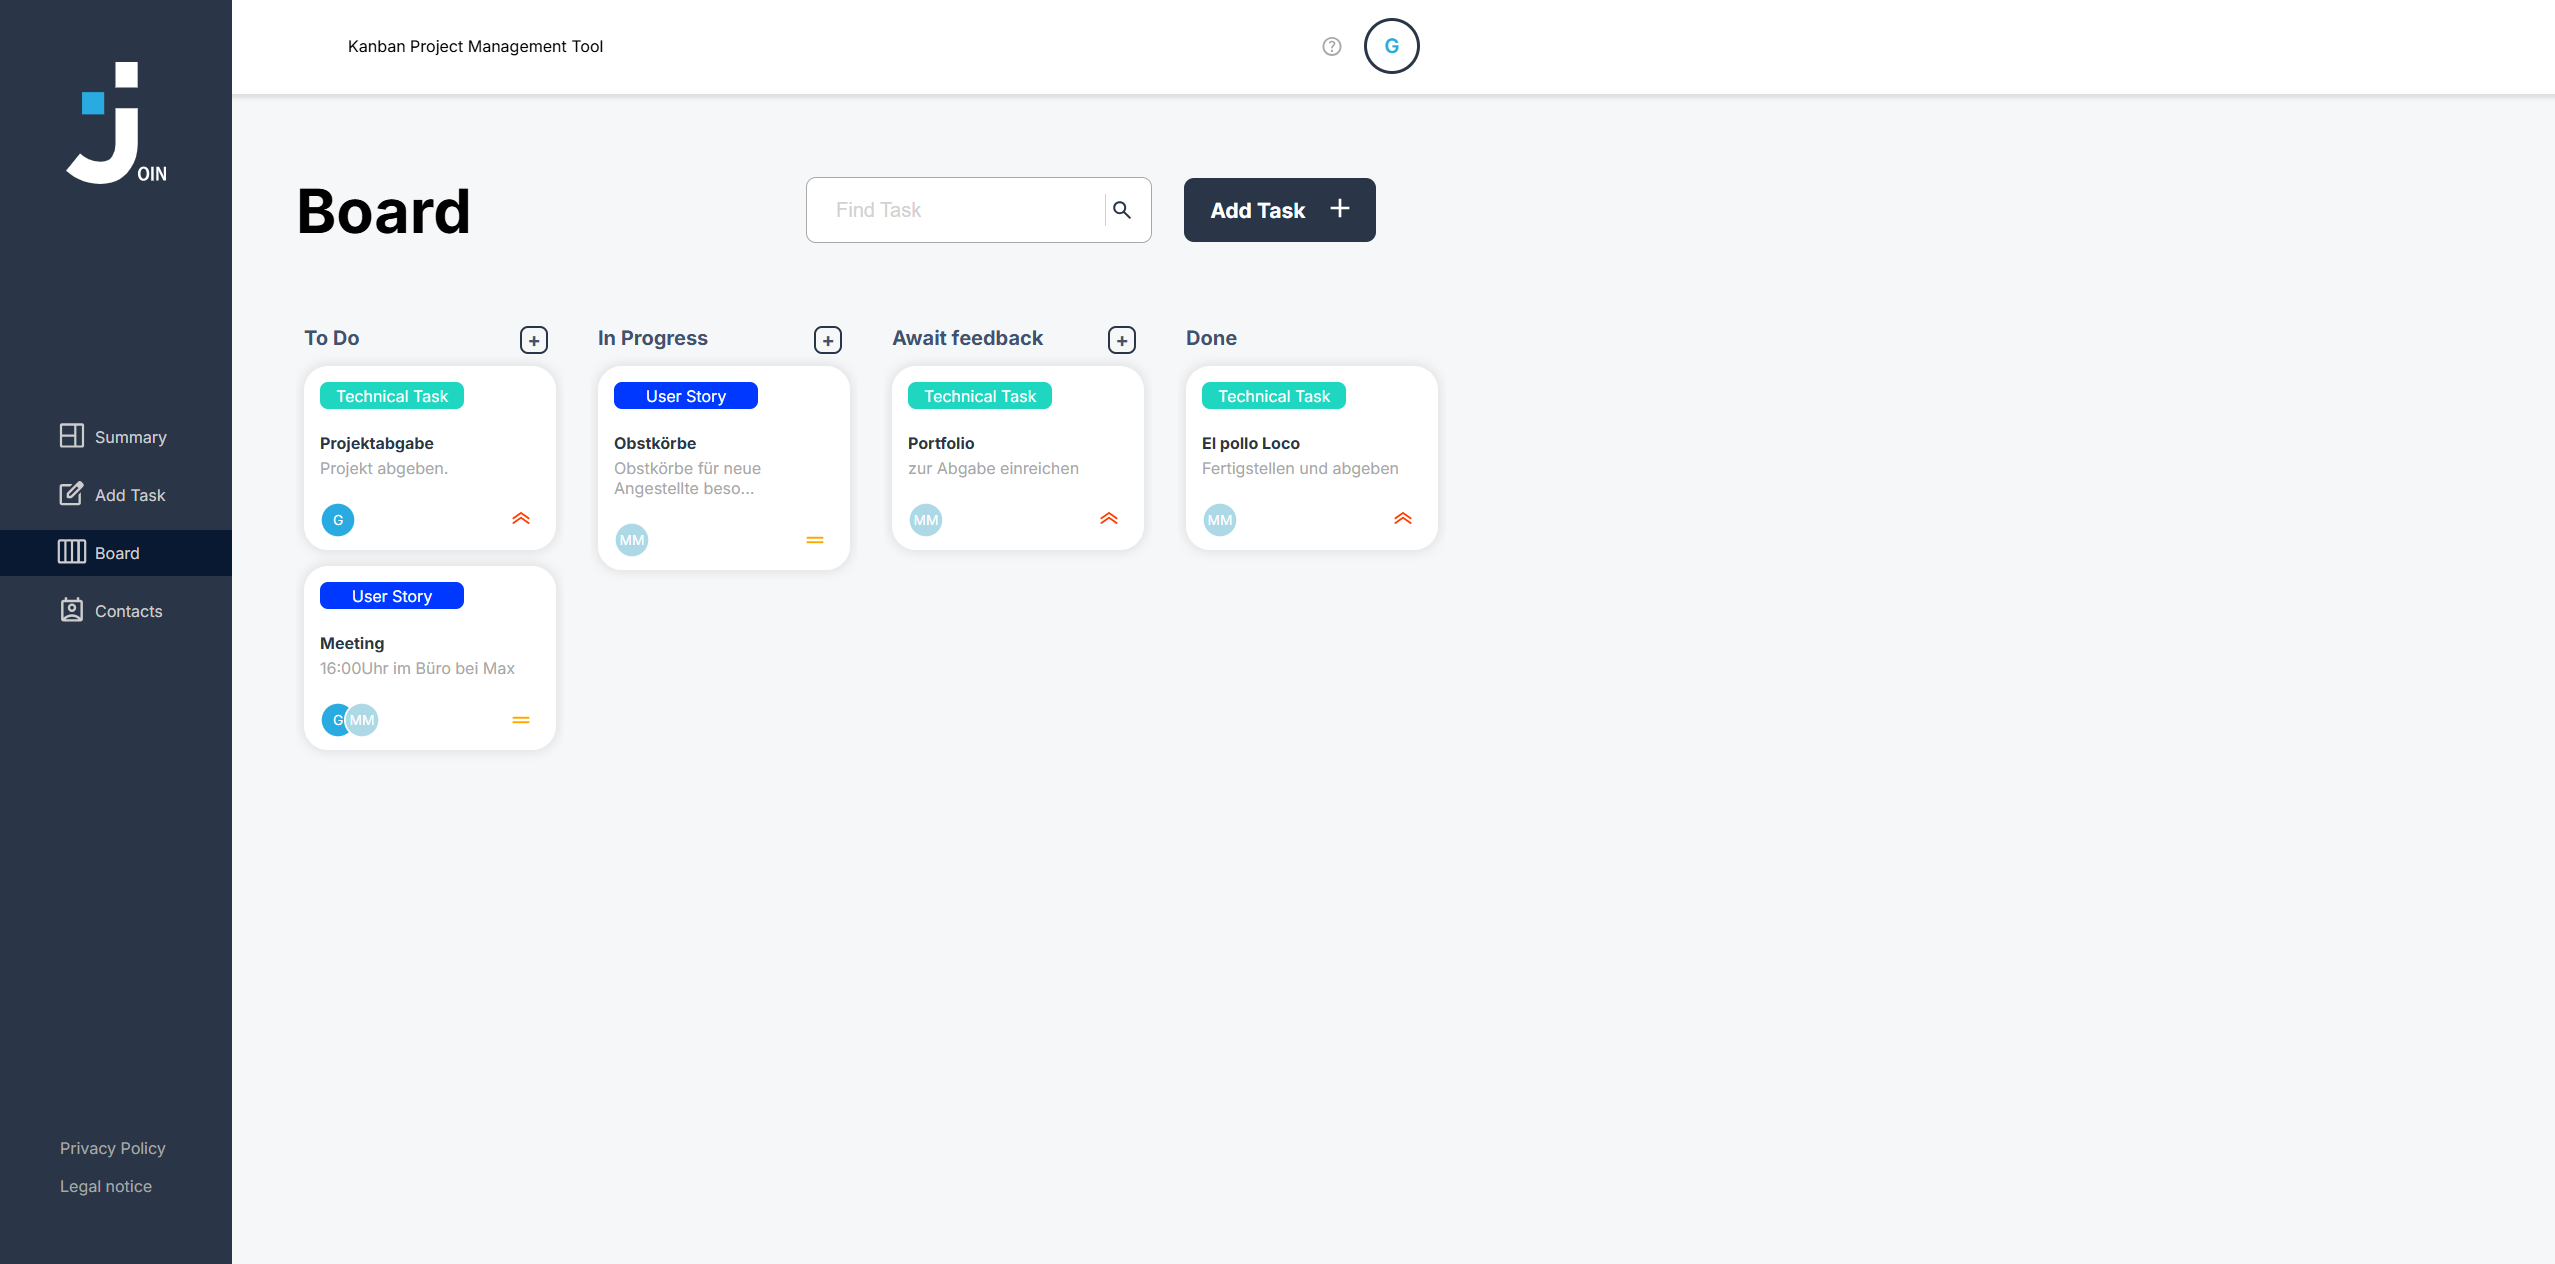 JOIN
Summary
Add Task
Board
Contacts
Privacy Policy
Legal notice
Kanban Project Management Tool
G
Board
Find Task
Add Task +
To Do +
Technical Task
Projektabgabe
Projekt abgeben.
G
User Story
Meeting
16:00Uhr im Büro bei Max
G MM
In Progress +
User Story
Obstkörbe
Obstkörbe für neue
Angestellte beso...
MM
Await feedback +
Technical Task
Portfolio
zur Abgabe einreichen
MM
Done
Technical Task
El pollo Loco
Fertigstellen und abgeben
MM